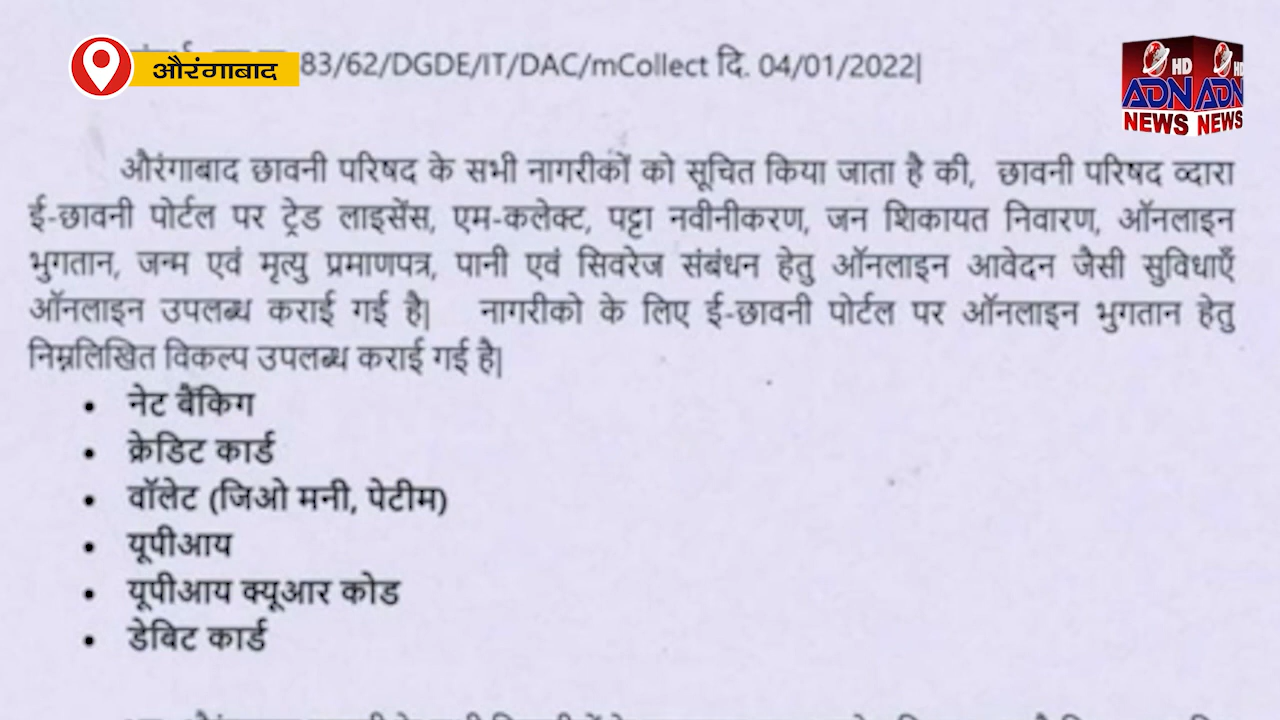 औरंगाबाद
83/62/DGDE/IT/DAC/mCollect दि. 04/01/2022|
HD HD
ADN ADN
NEWS NEWS
औरंगाबाद छावनी परिषद के सभी नागरीकों को सूचित किया जाता है की, छावनी परिषद व्दारा
ई-छावनी पोर्टल पर ट्रेड लाइसेंस, एम-कलेक्ट, पट्टा नवीनीकरण, जन शिकायत निवारण, ऑनलाइन
भुगतान, जन्म एवं मृत्यु प्रमाणपत्र, पानी एवं सिवरेज संबंधन हेतु ऑनलाइन आवेदन जैसी सुविधाएँ
ऑनलाइन उपलब्ध कराई गई है| नागरीको के लिए ई-छावनी पोर्टल पर ऑनलाइन भुगतान हेतु
निम्नलिखित विकल्प उपलब्ध कराई गई है|
• नेट बैंकिग
• क्रेडिट कार्ड
• वॉलेट (जिओ मनी, पेटीम)
• यूपीआय
• यूपीआय क्यूआर कोड
• डेबिट कार्ड